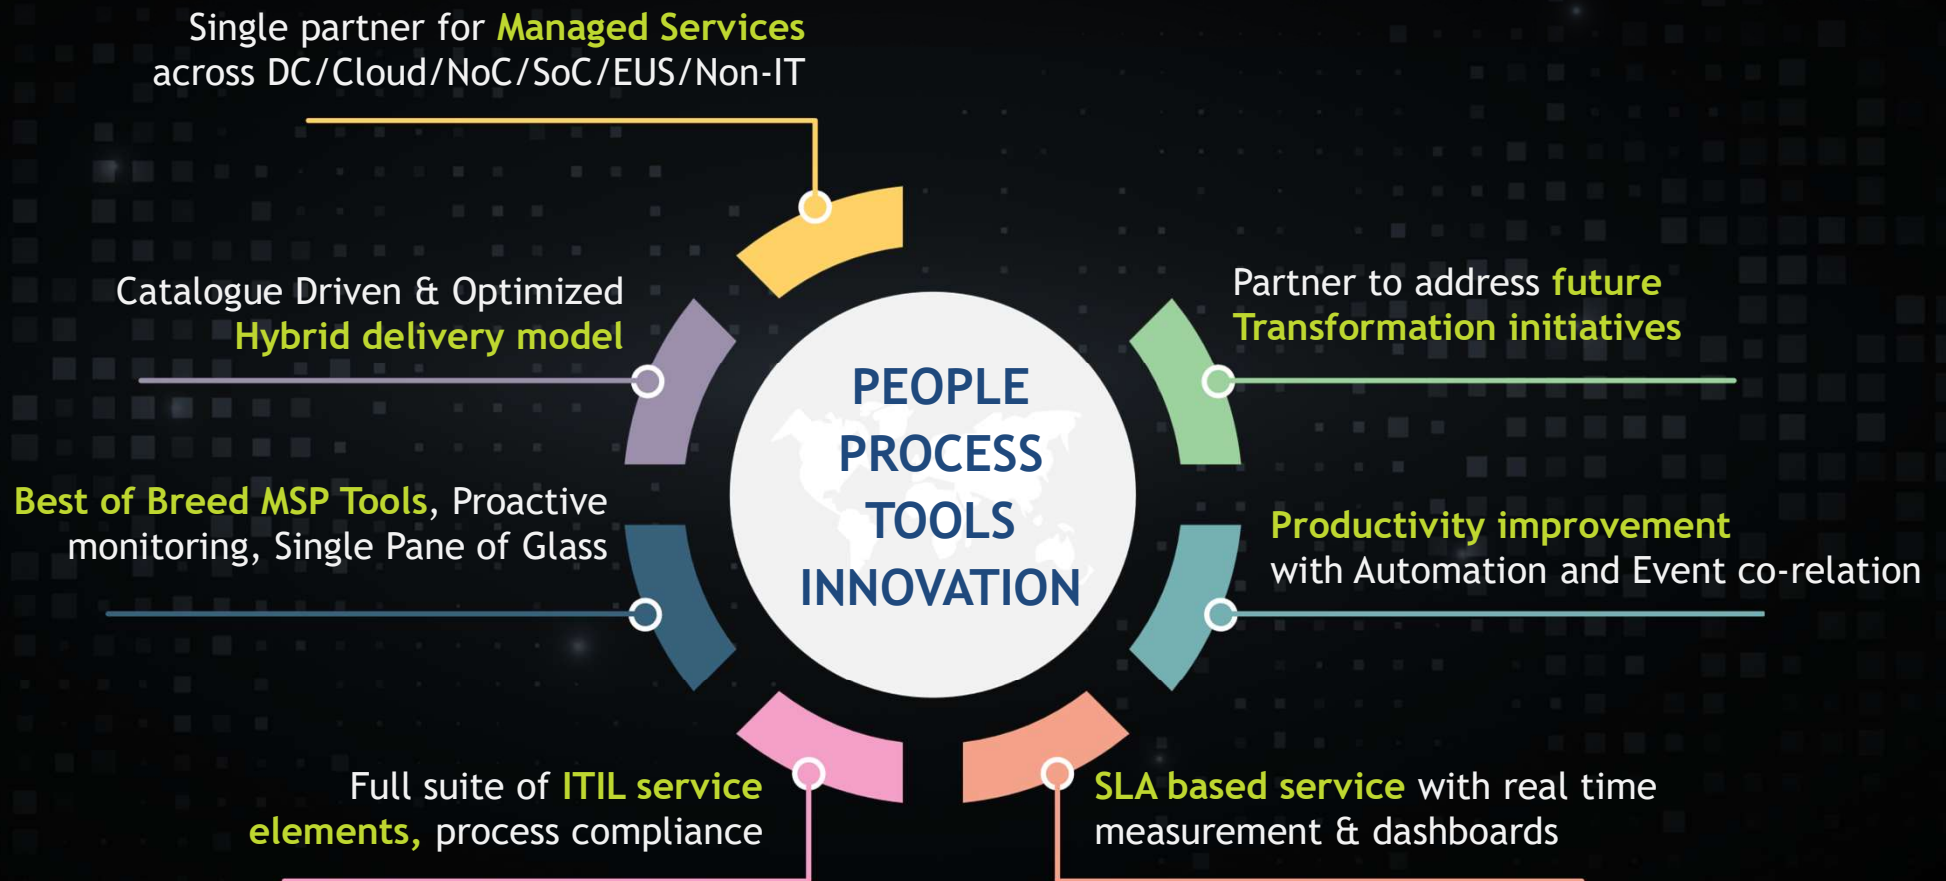 Single partner for Managed Services
across DC/Cloud/NoC/SoC/EUS/Non-IT
Catalogue Driven & Optimized
Hybrid delivery model
Best of Breed MSP Tools, Proactive
monitoring, Single Pane of Glass
Full suite of ITIL service
elements, process compliance
PEOPLE
PROCESS
TOOLS
INNOVATION
Partner to address future
Transformation initiatives
Productivity improvement
with Automation and Event co-relation
SLA based service with real time
measurement & dashboards